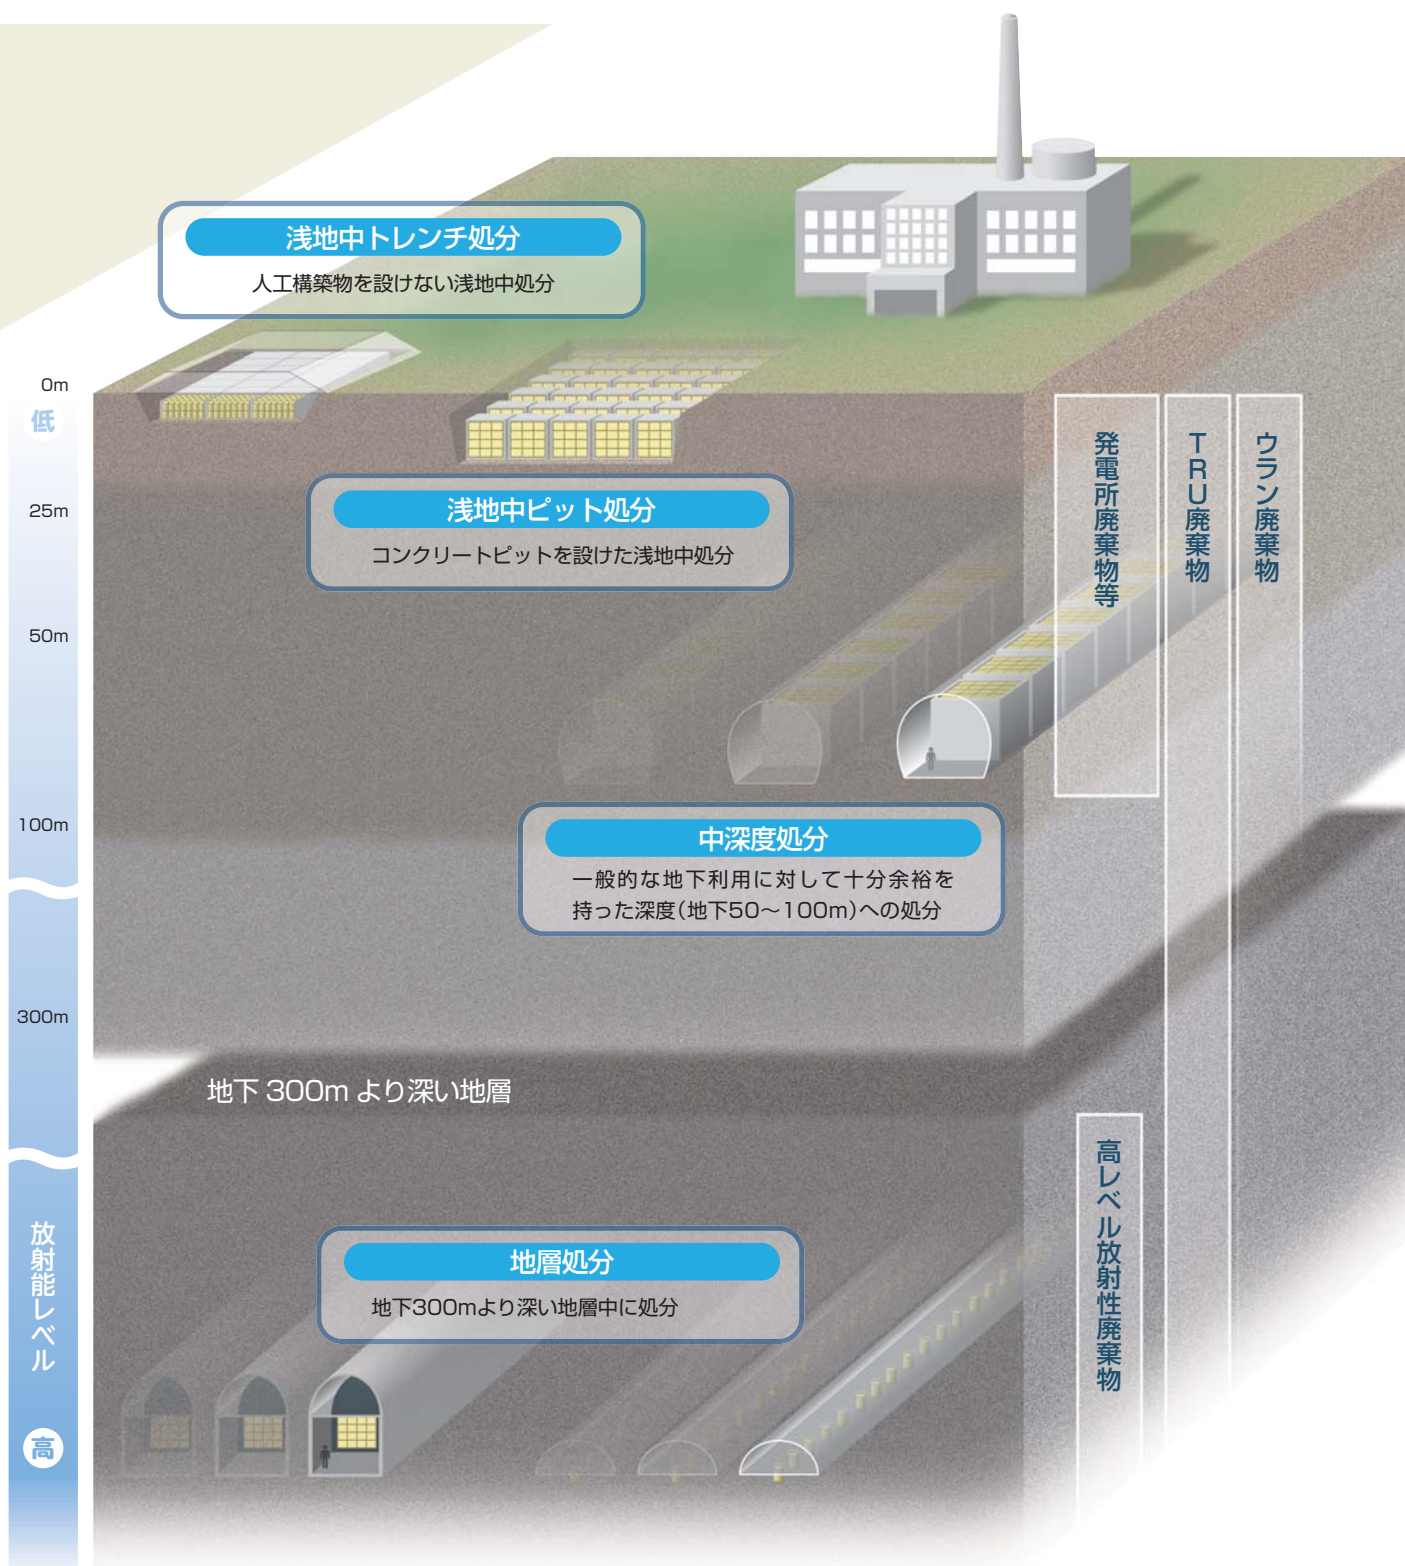 浅地中トレンチ処分
人工構築物を設けない浅地中処分
0m
低
25m
50m
100m
300m
放射能レベル
高
浅地中ピット処分
コンクリートピットを設けた浅地中処分
発電所廃棄物等
TRU廃棄物
ウラン廃棄物
中深度処分
一般的な地下利用に対して十分余裕を
持った深度(地下50〜100m)への処分
地下 300m より深い地層
高レベル放射性廃棄物
地層処分
地下300mより深い地層中に処分